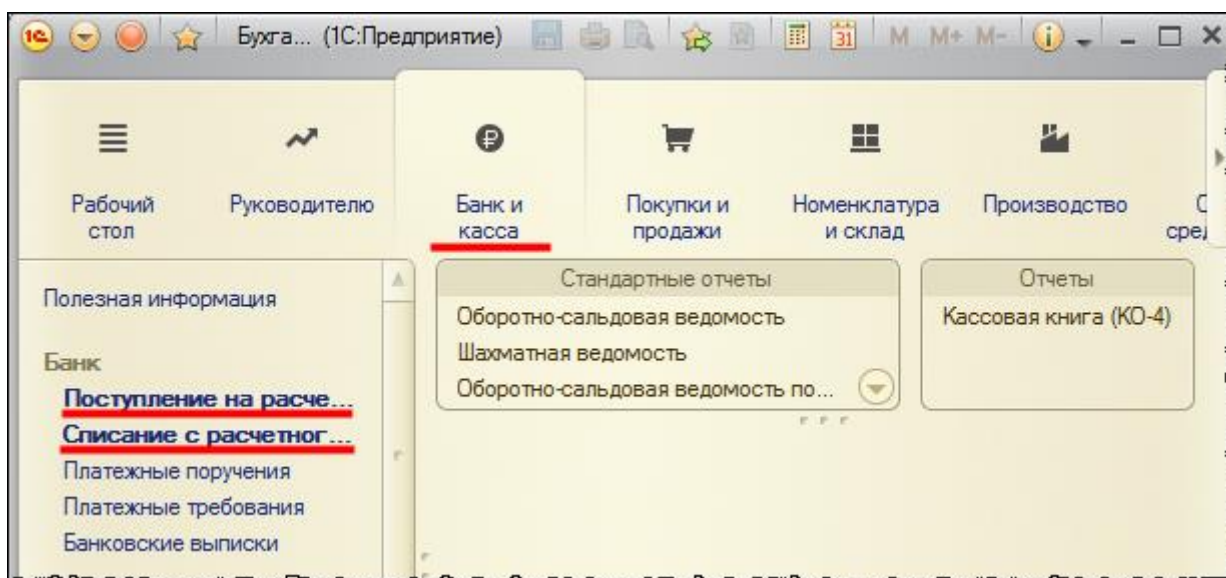 1С Бухга... (1С:Предприятие) 31 M M+ M-
Рабочий стол
Руководителю
Банк и касса
Покупки и продажи
Номенклатура и склад
Производство
Полезная информация
Банк
Поступление на расче...
Списание с расчетног...
Платежные поручения
Платежные требования
Банковские выписки
Стандартные отчеты
Оборотно-сальдовая ведомость
Шахматная ведомость
Оборотно-сальдовая ведомость по...
Отчеты
Кассовая книга (КО-4)